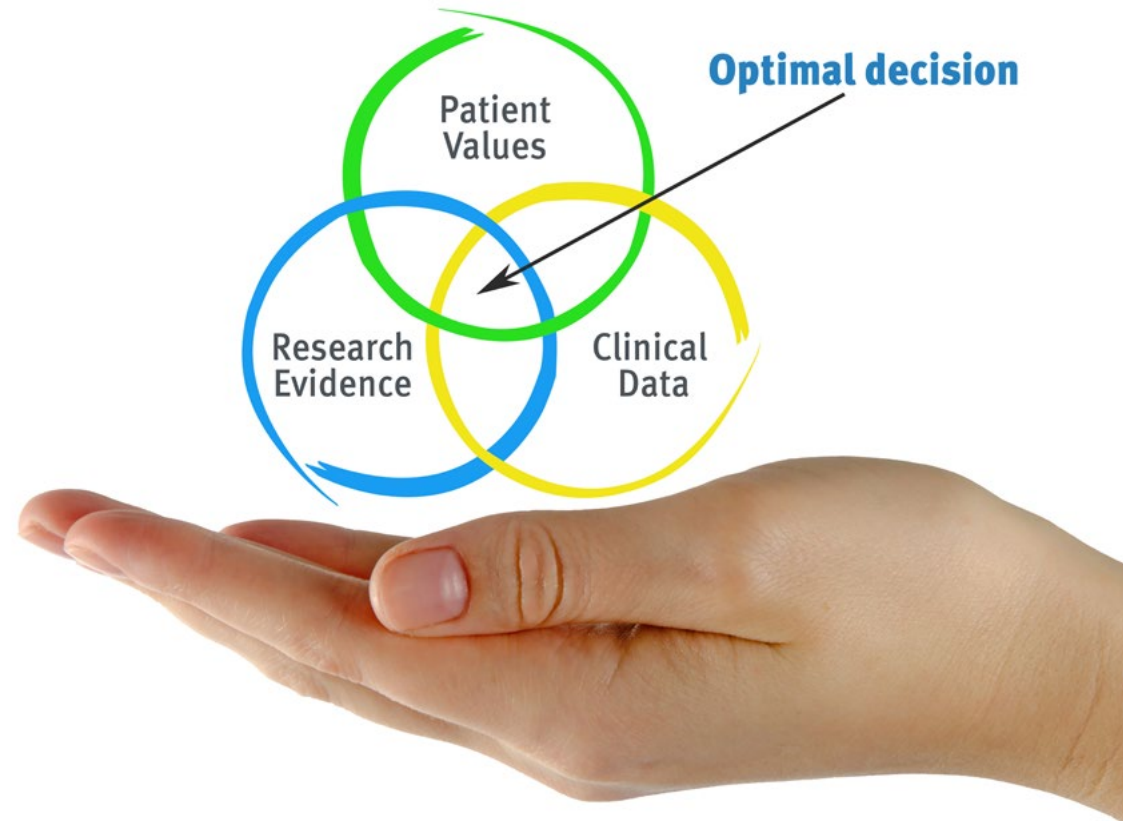 Optimal decision
Patient
Values
Research
Evidence
Clinical
Data